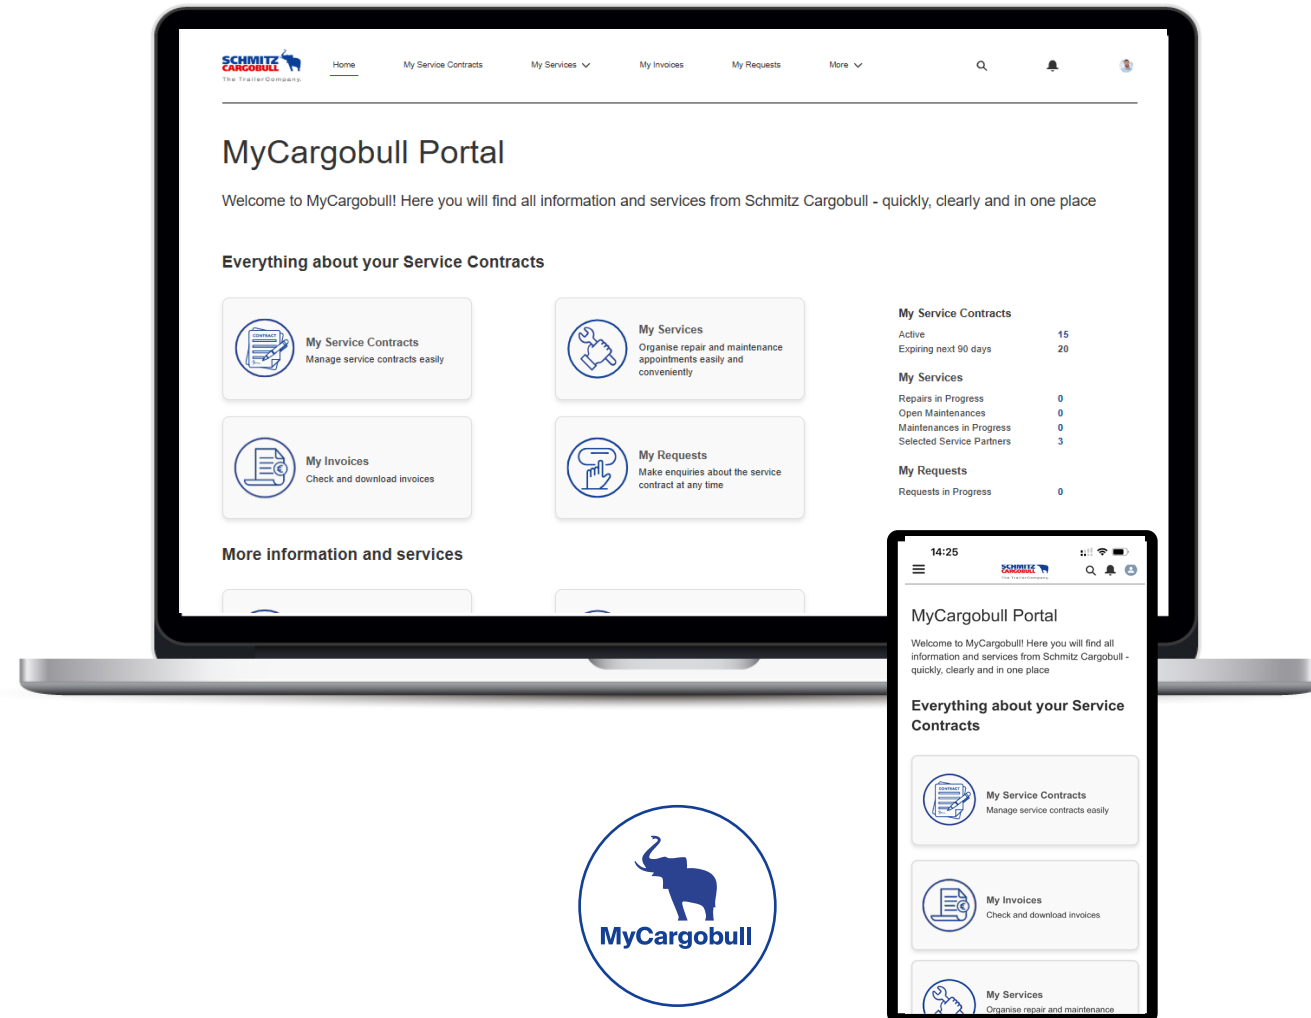 SCHMITZ
CARGOBULL
The Trailer Company.
Home My Service Contracts My Services My Invoices My Requests More
MyCargobull Portal
Welcome to MyCargobull! Here you will find all information and services from Schmitz Cargobull - quickly, clearly and in one place
Everything about your Service Contracts
CONTRACT
My Service Contracts
Manage service contracts easily
My Services
Organise repair and maintenance
appointments easily and
conveniently
My Invoices
Check and download invoices
My Requests
Make enquiries about the service
contract at any time
My Service Contracts
Active 15
Expiring next 90 days 20
My Services
Repairs in Progress 0
Open Maintenances 0
Maintenances in Progress 0
Selected Service Partners 3
My Requests
Requests in Progress 0
More information and services
14:25
SCHMITZ
CARGOBULL
The Trailer Company.
MyCargobull Portal
Welcome to MyCargobull! Here you will find all
information and services from Schmitz Cargobull -
quickly, clearly and in one place
Everything about your Service
Contracts
CONTRACT
My Service Contracts
Manage service contracts easily
My Invoices
Check and download invoices
My Services
Organise repair and maintenance
MyCargobull